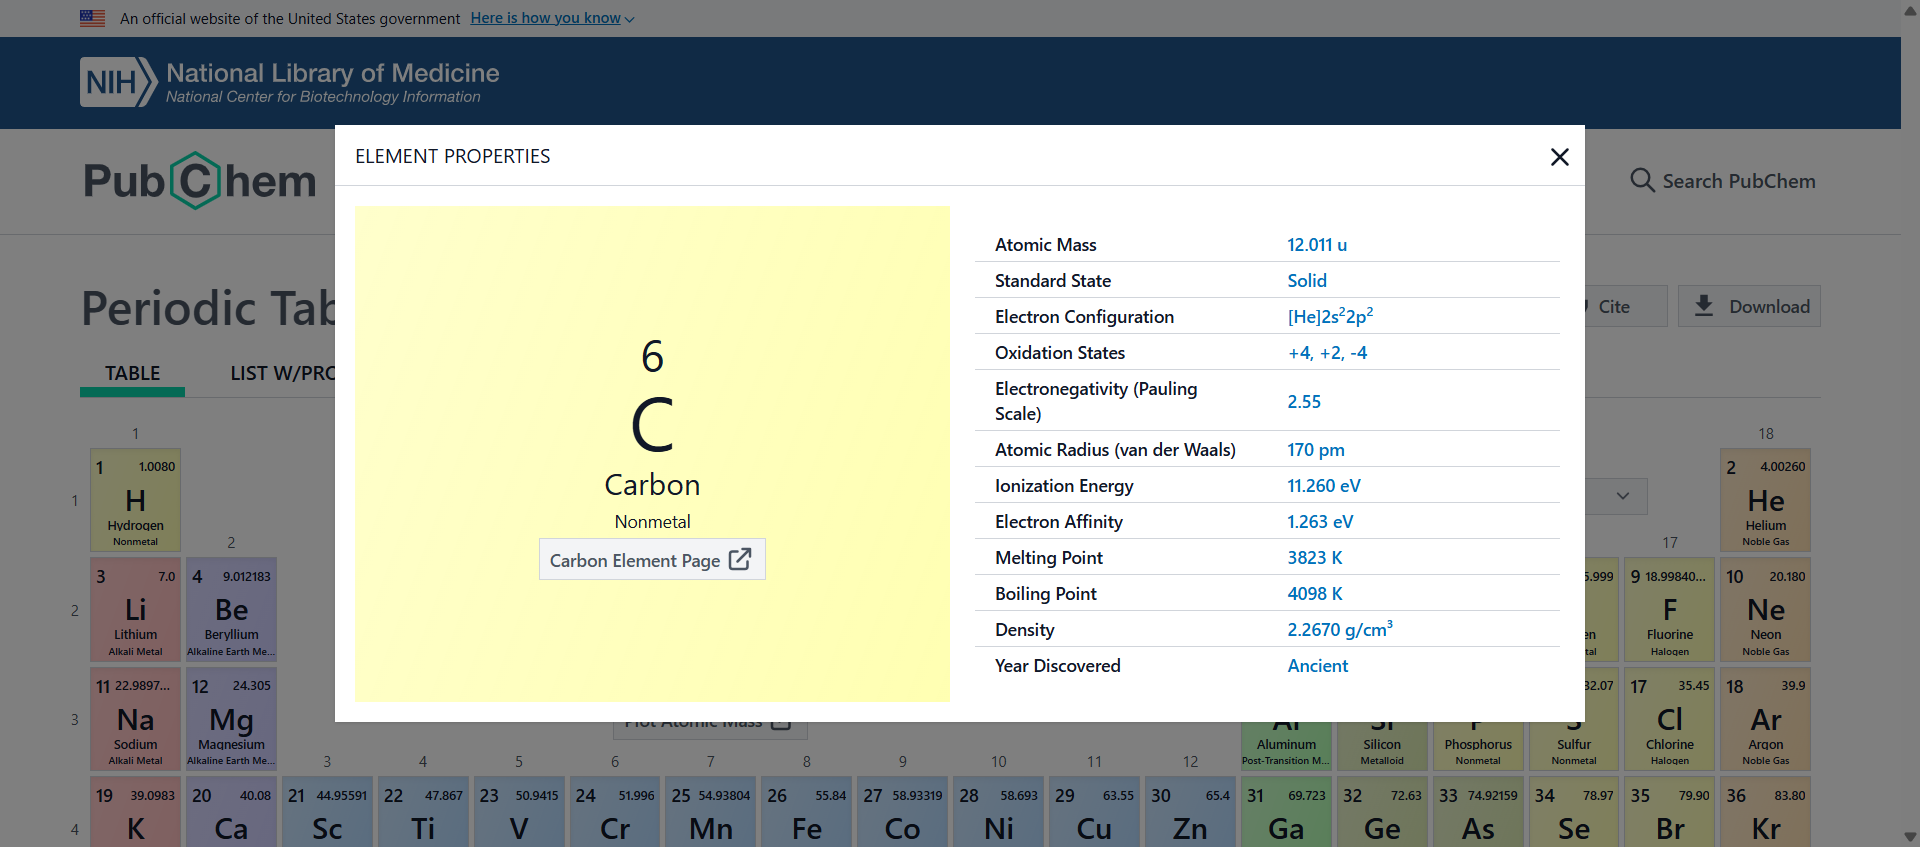 An official website of the United States government Here is how you know
NIH National Library of Medicine
National Center for Biotechnology Information
PubChem
Search PubChem
ELEMENT PROPERTIES
6
C
Carbon
Nonmetal
Carbon Element Page
Atomic Mass 12.011 u
Standard State Solid
Electron Configuration [He]2s²2p²
Oxidation States +4, +2, -4
Electronegativity (Pauling
Scale) 2.55
Atomic Radius (van der Waals) 170 pm
Ionization Energy 11.260 eV
Electron Affinity 1.263 eV
Melting Point 3823 K
Boiling Point 4098 K
Density 2.2670 g/cm³
Year Discovered Ancient
Periodic Tab
Cite Download
TABLE LIST W/PRO
1 18
1 1.0080 2 4.00260
1 H He
Hydrogen Helium
Nonmetal Noble Gas
2 17
3 7.0 4 9.012183 5.999 9 18.99840... 10 20.180
2 Li Be F Ne
Lithium Beryllium en Fluorine Neon
Alkali Metal Alkaline Earth Me... tal Halogen Noble Gas
11 22.9897... 12 24.305 32.07 17 35.45 18 39.9
3 Na Mg Al Si P S Cl Ar
Plot Atomic Mass
Sodium Magnesium Aluminum Silicon Phosphorus Sulfur Chlorine Argon
Alkali Metal Alkaline Earth Me... Post-Transition M... Metalloid Nonmetal Nonmetal Halogen Noble Gas
3 4 5 6 7 8 9 10 11 12
19 39.0983 20 40.08 21 44.95591 22 47.867 23 50.9415 24 51.996 25 54.93804 26 55.84 27 58.93319 28 58.693 29 63.55 30 65.4 31 69.723 32 72.63 33 74.92159 34 78.97 35 79.90 36 83.80
4 K Ca Sc Ti V Cr Mn Fe Co Ni Cu Zn Ga Ge As Se Br Kr